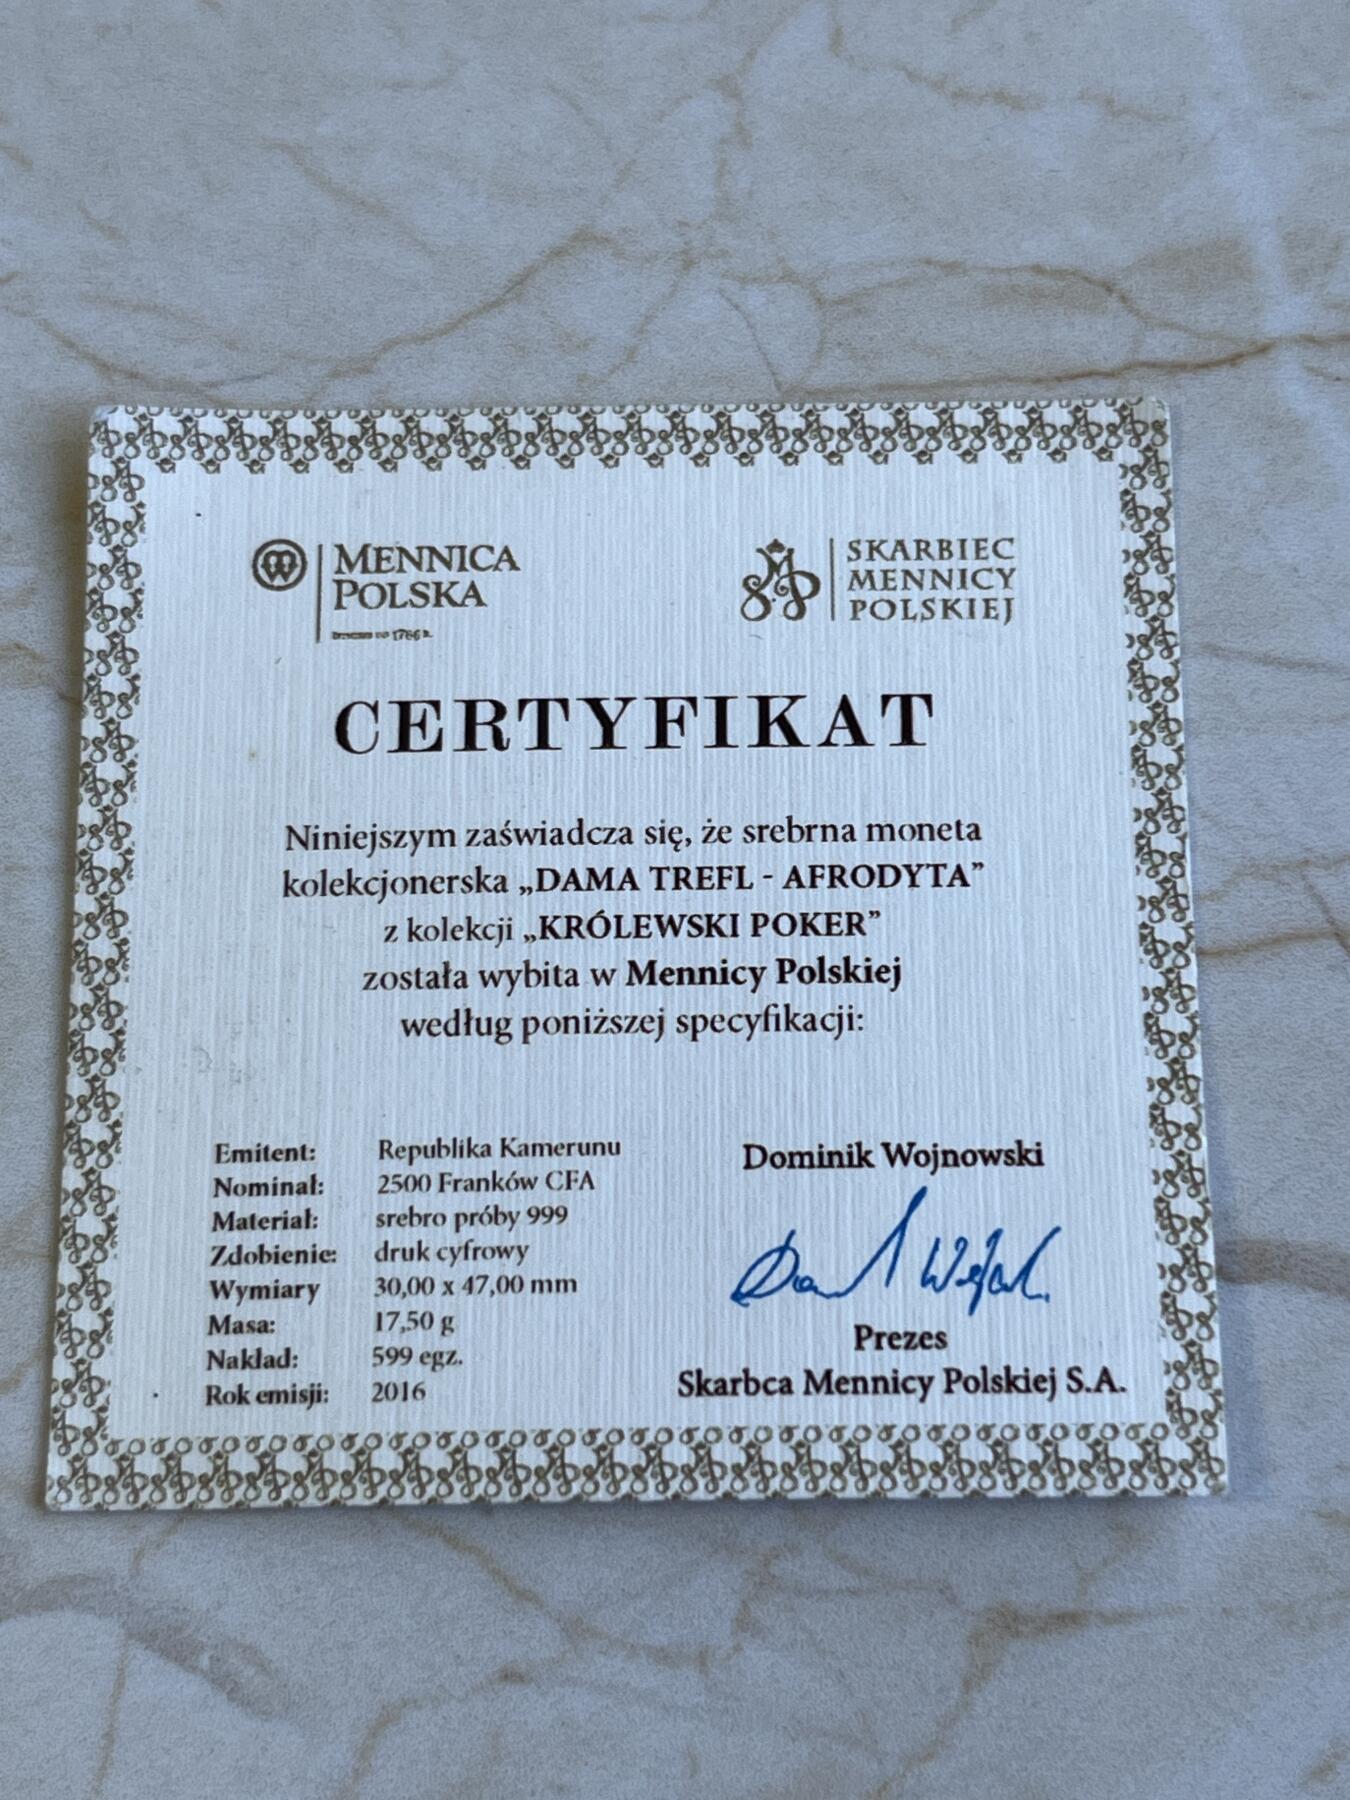 MENNICA
POLSKA
1766 R.
SKARBIEC
MENNICY
POLSKIEJ
CERTYFIKAT
Niniejszym zaświadcza się, że srebrna moneta
kolekcjonerska „DAMA TREFL - AFRODYTA”
z kolekcji „KRÓLEWSKI POKER”
została wybita w Mennicy Polskiej
według poniższej specyfikacji:
Emitent: Republika Kamerunu
Nominał: 2500 Franków CFA
Materiał: srebro próby 999
Zdobienie: druk cyfrowy
Wymiary 30,00 x 47,00 mm
Masa: 17,50 g
Nakład: 599 egz.
Rok emisji: 2016
Dominik Wojnowski
Prezes
Skarbca Mennicy Polskiej S.A.